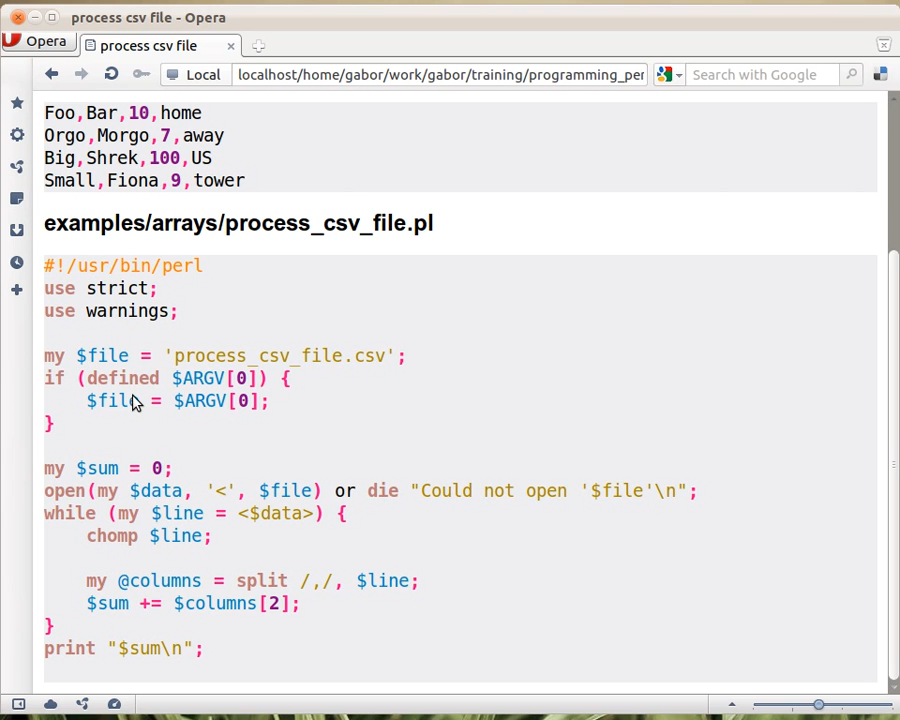 process csv file - Opera
Opera
process csv file
Local
localhost/home/gabor/work/gabor/training/programming_per
Search with Google
Foo,Bar,10,home
Orgo,Morgo,7,away
Big,Shrek,100,US
Small,Fiona,9,tower
examples/arrays/process_csv_file.pl
#!/usr/bin/perl
use strict;
use warnings;
my $file = 'process_csv_file.csv';
if (defined $ARGV[0]) {
    $file = $ARGV[0];
}
my $sum = 0;
open(my $data, '<', $file) or die "Could not open '$file'\n";
while (my $line = <$data>) {
    chomp $line;
    my @columns = split /,/, $line;
    $sum += $columns[2];
}
print "$sum\n";